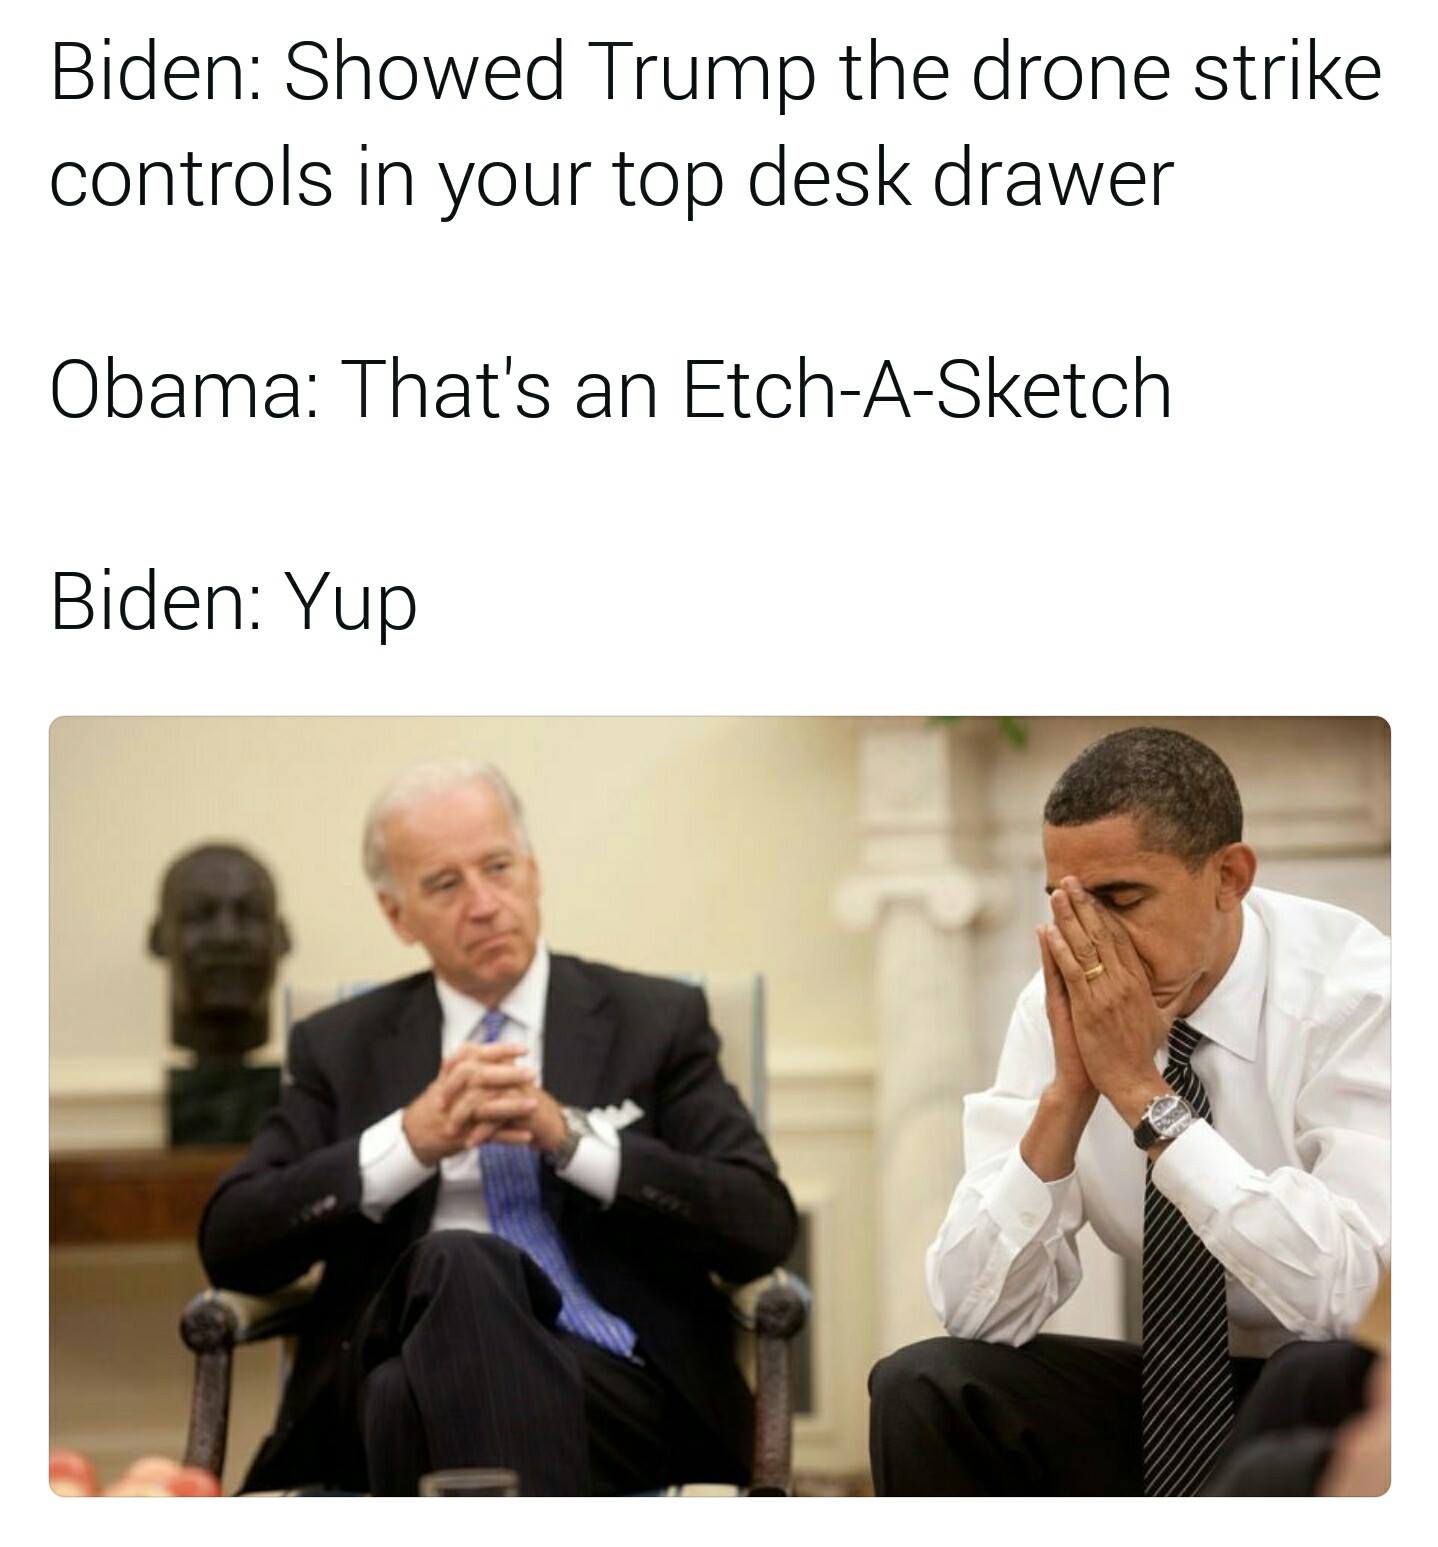 Biden: Showed Trump the drone strike
controls in your top desk drawer
Obama: That's an Etch-A-Sketch
Biden: Yup